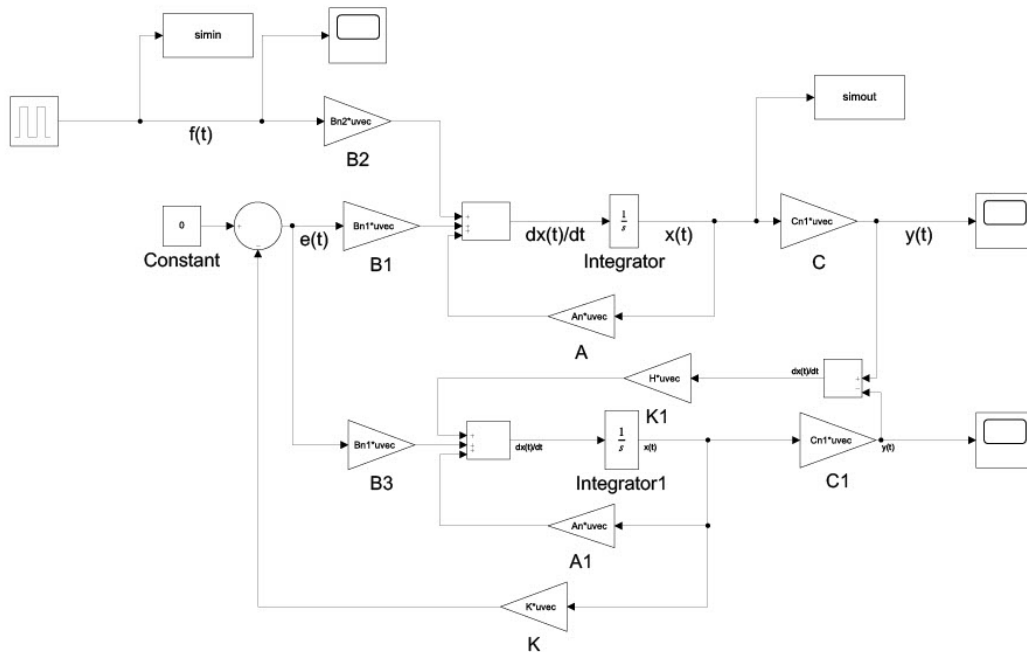 simin
f(t)
Bn2*uvec
B2
simout
0
Constant
+
−
e(t)
Bn1*uvec
B1
+
+
+
dx(t)/dt
1
s
Integrator
x(t)
Cn1*uvec
C
y(t)
An*uvec
A
H*uvec
K1
dx(t)/dt
+
−
Bn1*uvec
B3
+
+
+
dx(t)/dt
1
s
Integrator1
x(t)
Cn1*uvec
C1
y(t)
An*uvec
A1
K*uvec
K